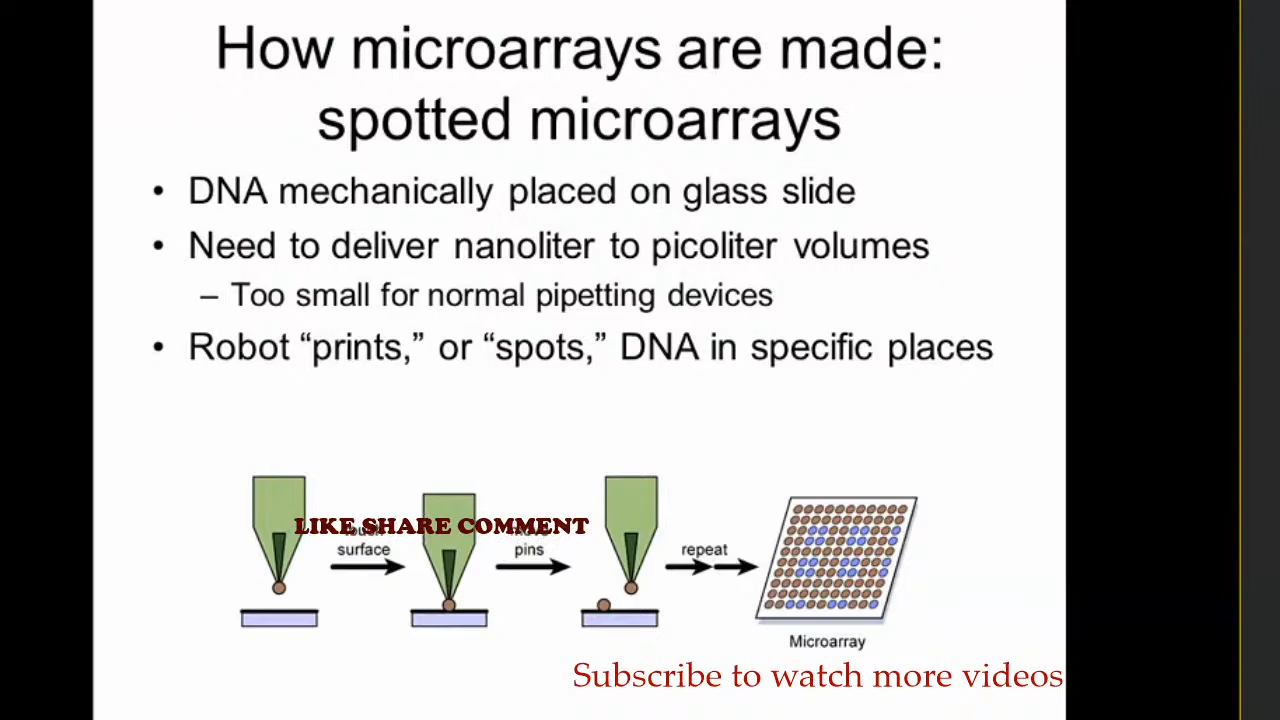 How microarrays are made:
spotted microarrays
• DNA mechanically placed on glass slide
• Need to deliver nanoliter to picoliter volumes
– Too small for normal pipetting devices
• Robot “prints,” or “spots,” DNA in specific places
LIKE SHARE COMMENT
surface
pins
repeat
Microarray
Subscribe to watch more videos